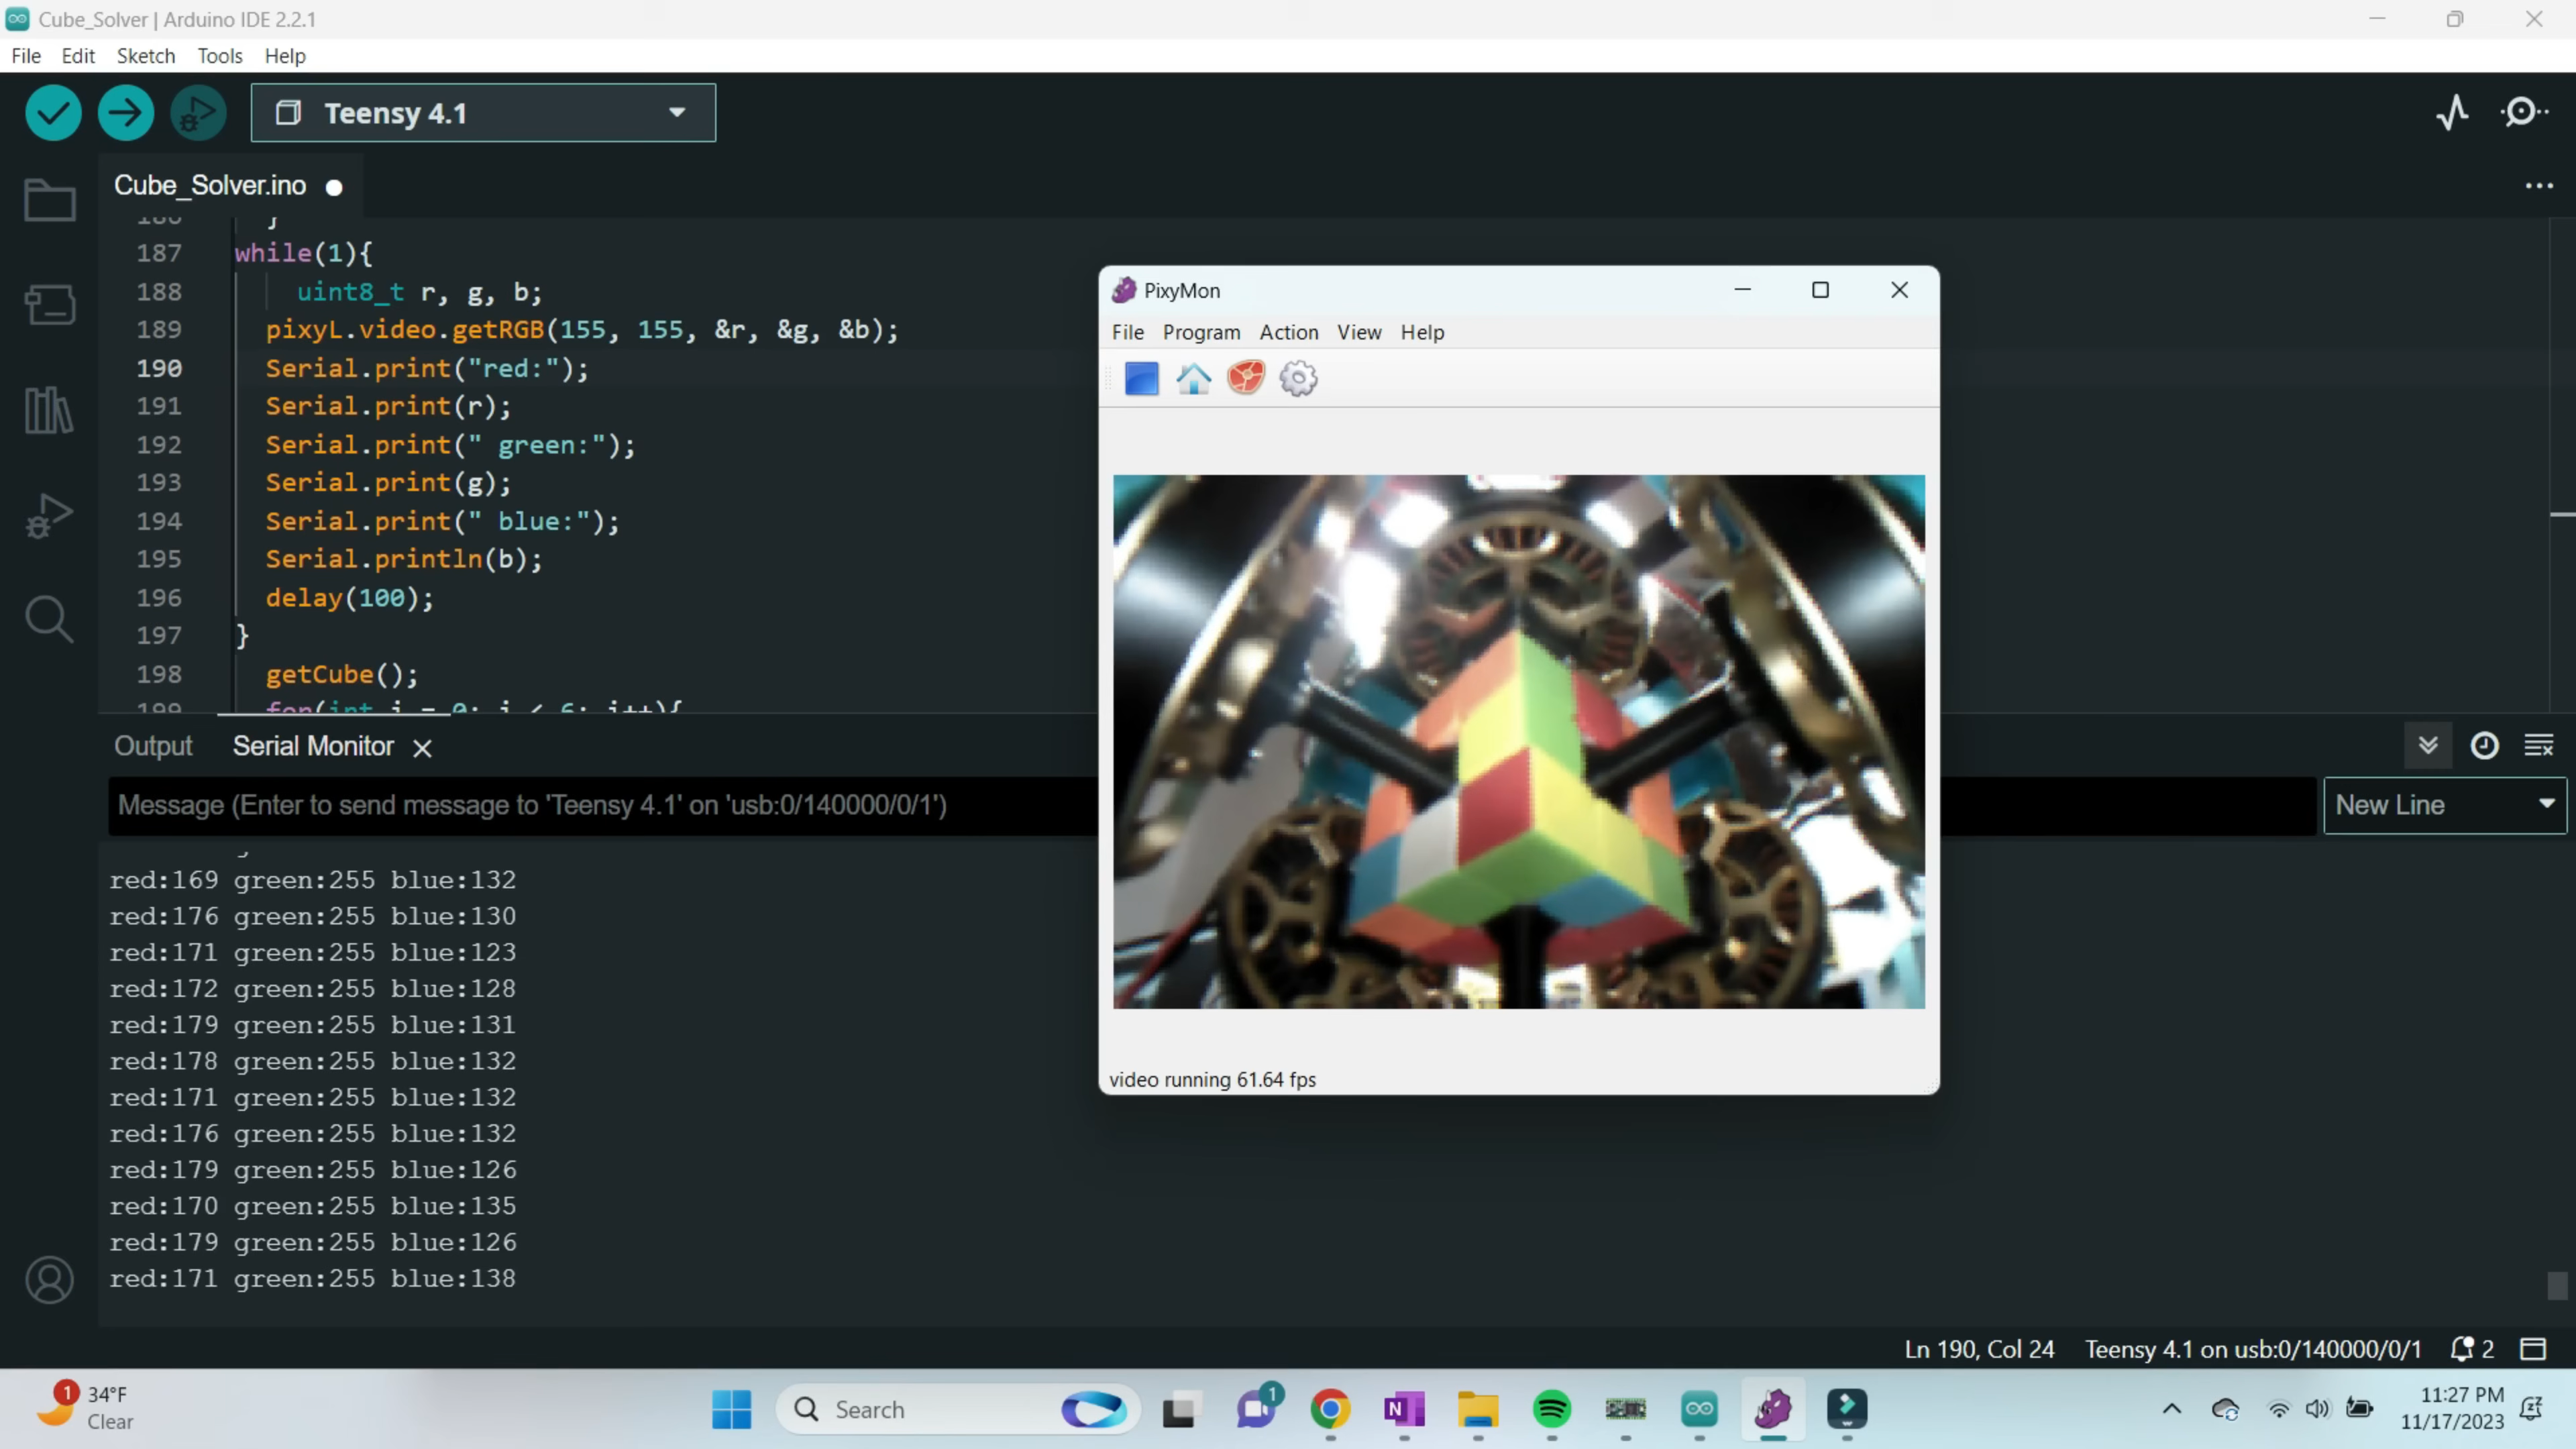 Cube_Solver | Arduino IDE 2.2.1
File Edit Sketch Tools Help
Teensy 4.1
Cube_Solver.ino
186 }
187 while(1){
188 uint8_t r, g, b;
189 pixyL.video.getRGB(155, 155, &r, &g, &b);
190 Serial.print("red:");
191 Serial.print(r);
192 Serial.print(" green:");
193 Serial.print(g);
194 Serial.print(" blue:");
195 Serial.println(b);
196 delay(100);
197 }
198 getCube();
199 for(int i = 0; i < 6; i++){
PixyMon
File Program Action View Help
video running 61.64 fps
Output Serial Monitor
Message (Enter to send message to 'Teensy 4.1' on 'usb:0/140000/0/1')
New Line
red:169 green:255 blue:132
red:176 green:255 blue:130
red:171 green:255 blue:123
red:172 green:255 blue:128
red:179 green:255 blue:131
red:178 green:255 blue:132
red:171 green:255 blue:132
red:176 green:255 blue:132
red:179 green:255 blue:126
red:170 green:255 blue:135
red:179 green:255 blue:126
red:171 green:255 blue:138
Ln 190, Col 24 Teensy 4.1 on usb:0/140000/0/1 2
1 34°F
Clear
Search
1
N
11:27 PM
11/17/2023